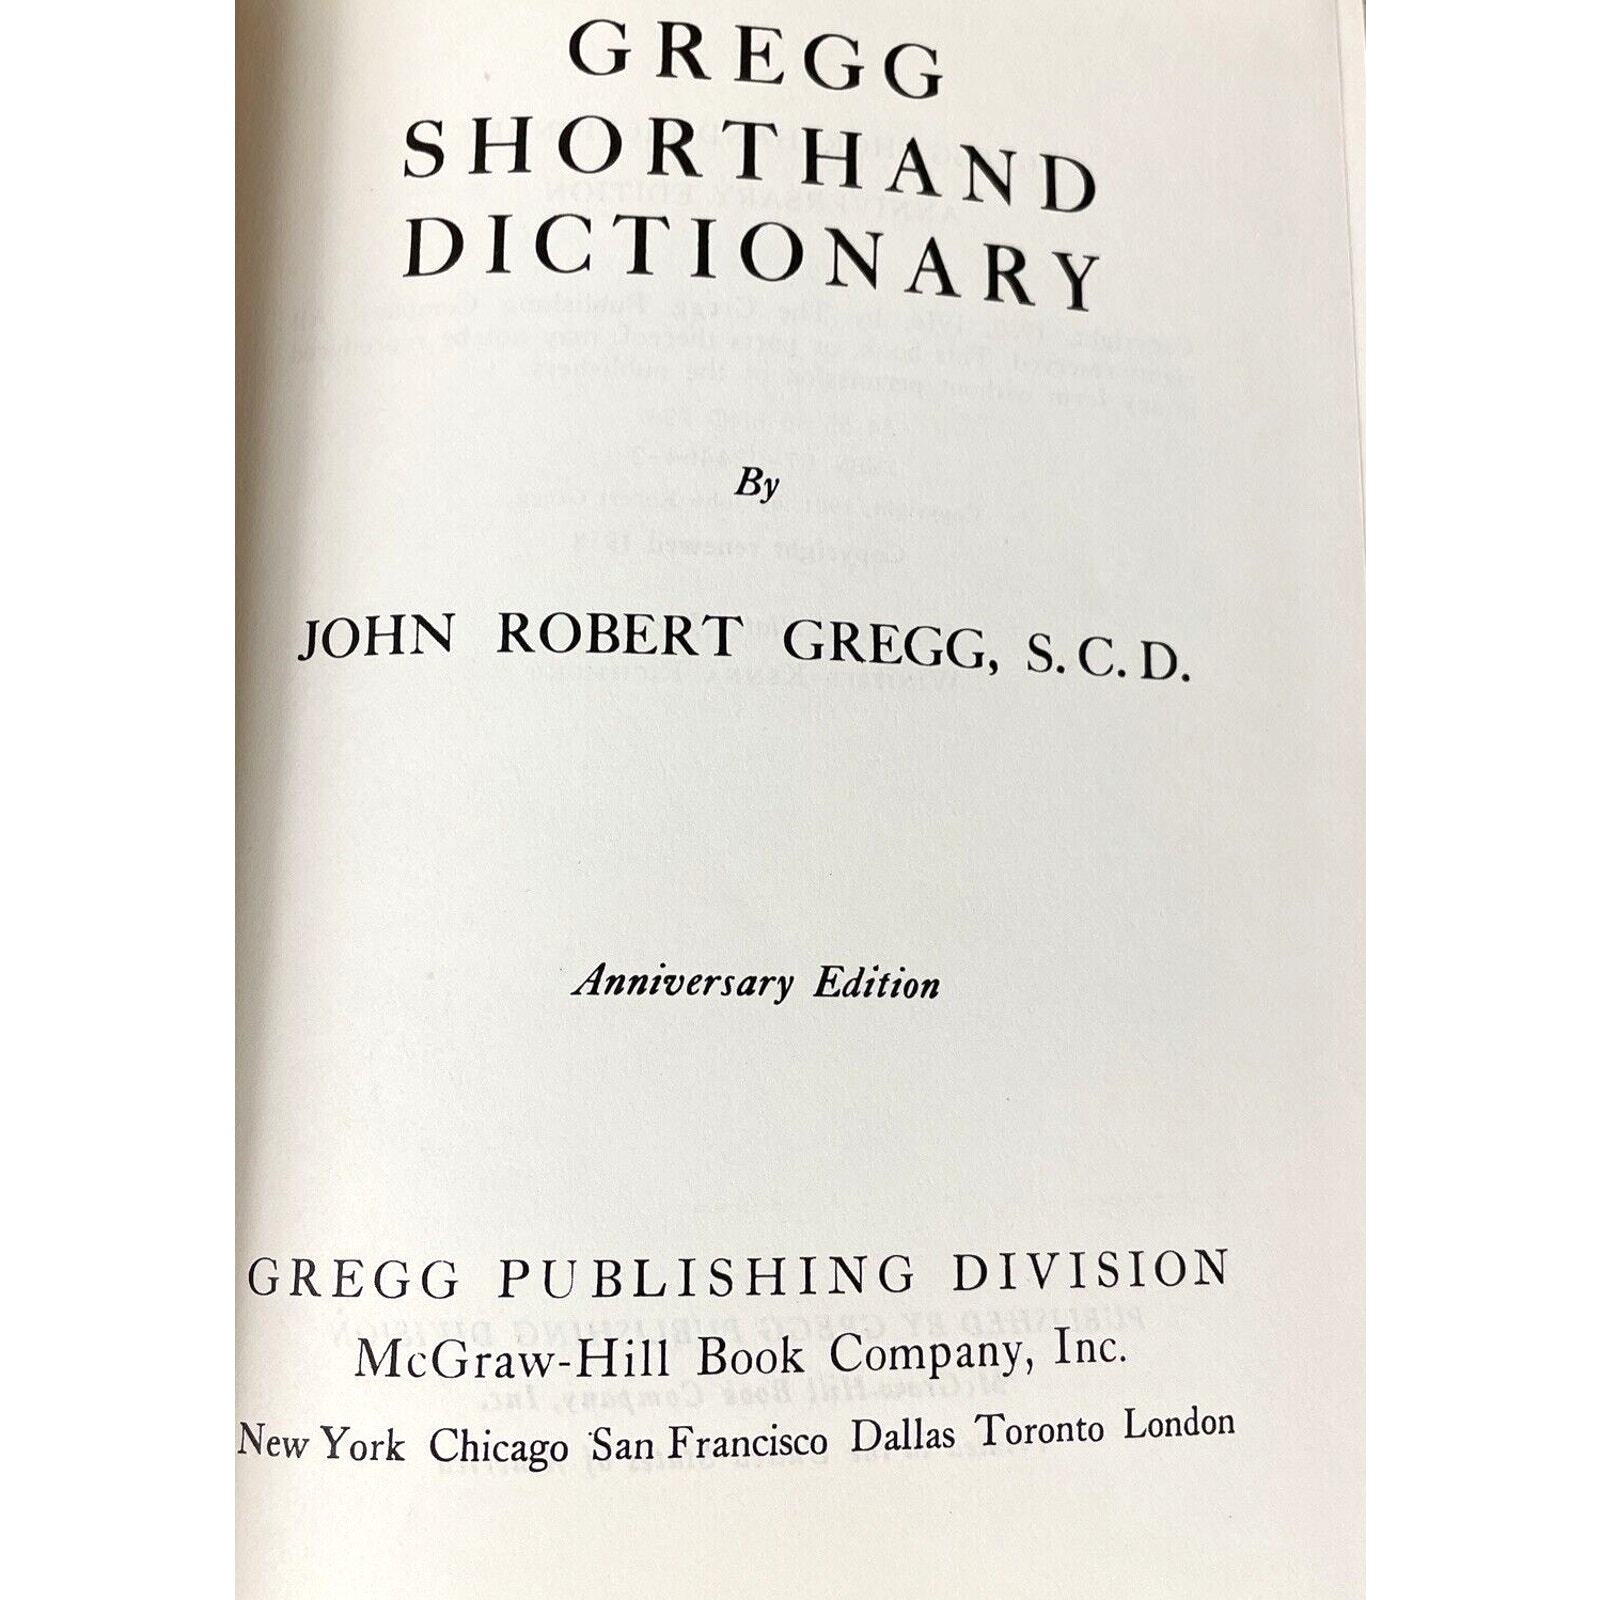 GREGG
SHORTHAND
DICTIONARY
By
JOHN ROBERT GREGG, S.C.D.
Anniversary Edition
GREGG PUBLISHING DIVISION
McGraw-Hill Book Company, Inc.
New York Chicago San Francisco Dallas Toronto London